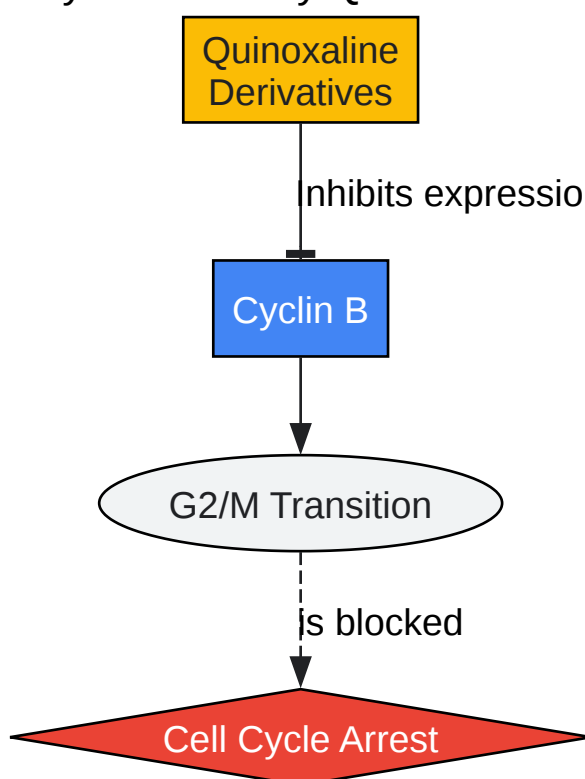 Quinoxaline
Derivatives
Inhibits expressio
Cyclin B
G2/M Transition
is blocked
Cell Cycle Arrest